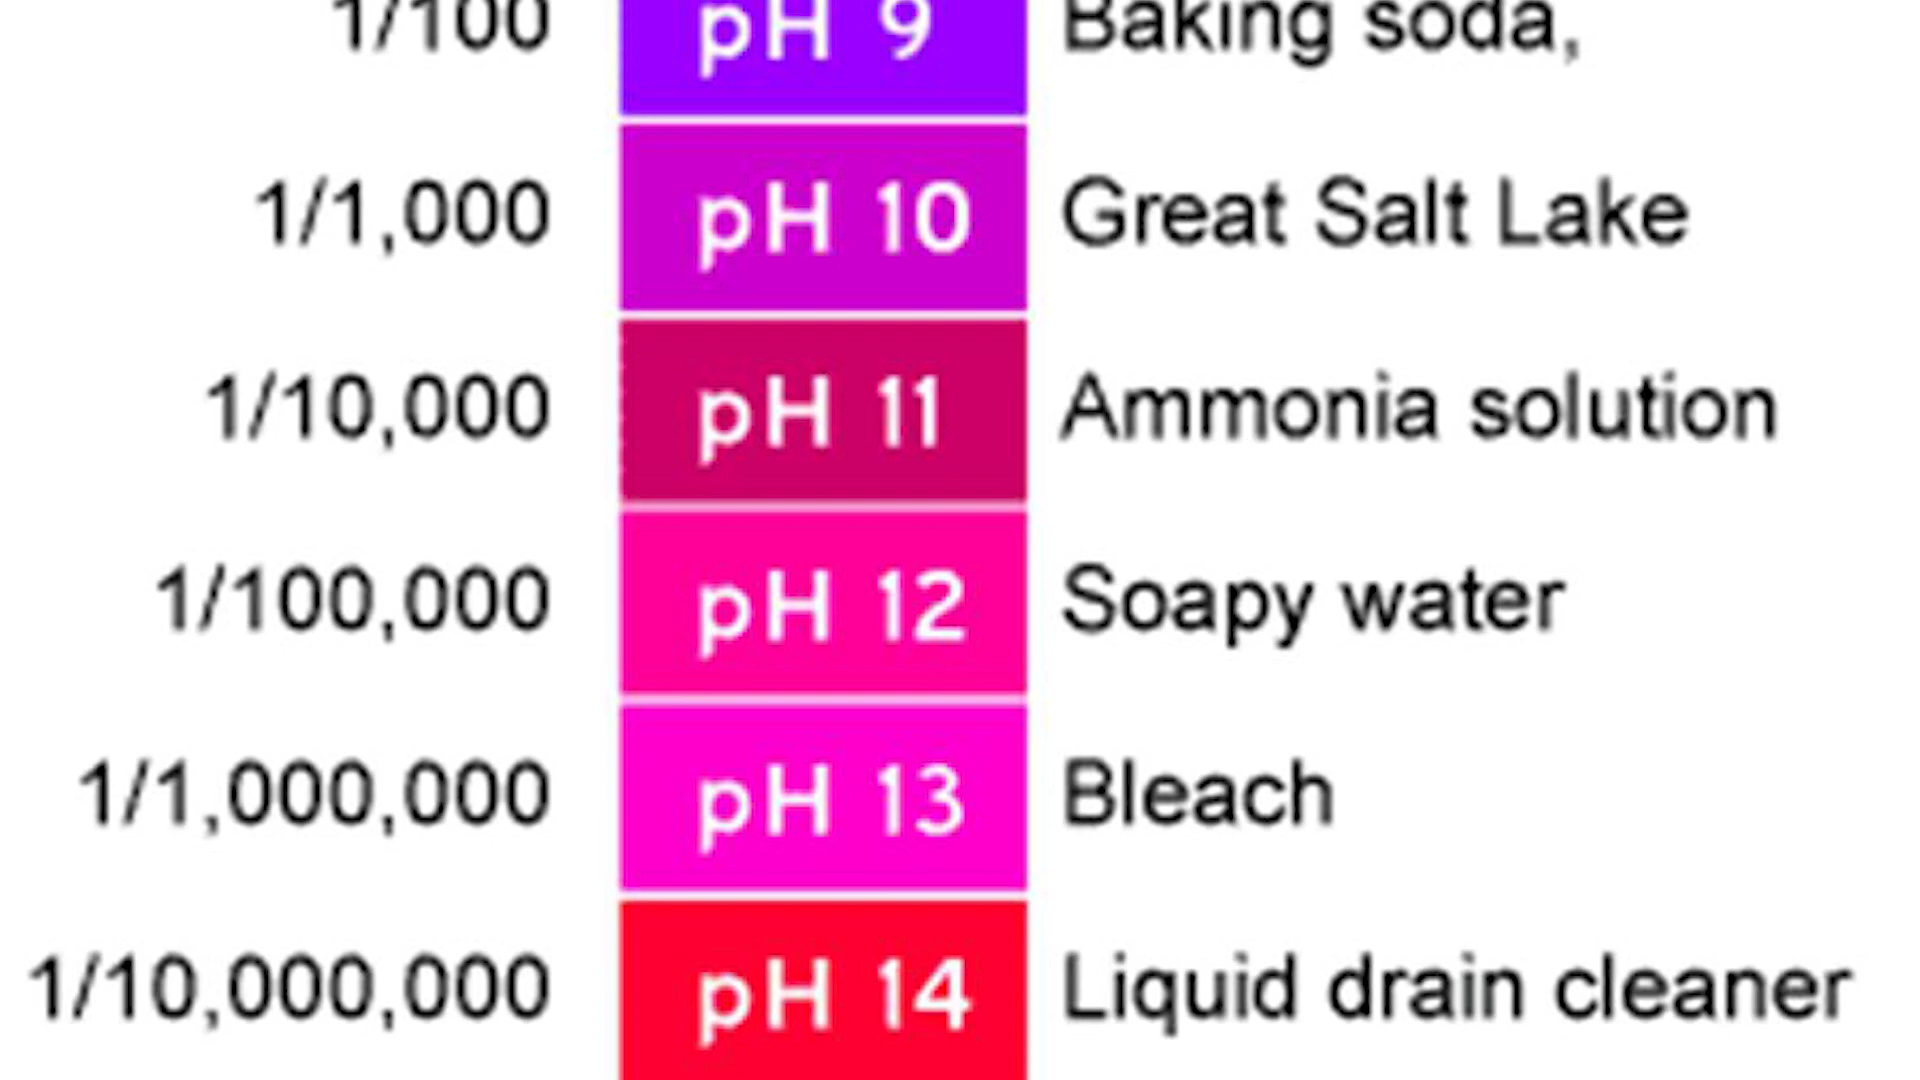 1/100 pH 9 Baking soda,
1/1,000 pH 10 Great Salt Lake
1/10,000 pH 11 Ammonia solution
1/100,000 pH 12 Soapy water
1/1,000,000 pH 13 Bleach
1/10,000,000 pH 14 Liquid drain cleaner